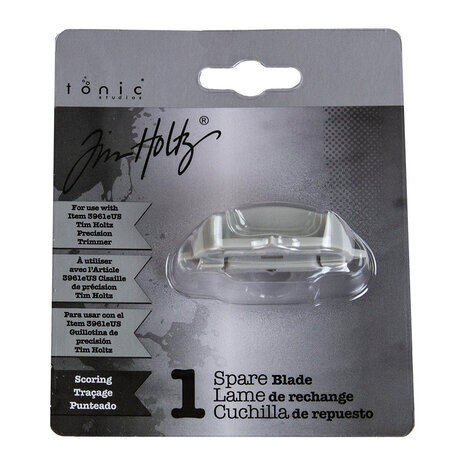 tonic®
studios
Tim Holtz®
For use with
Item 3961eUS
Tim Holtz
Precision
Trimmer
À utiliser
avec l'Article
3961eUS Cisaille
de précision
Tim Holtz
Para usar con el
Item 3961eUS
Guillotina de
precisión
Tim Holtz
Scoring
Traçage
Punteado
1 Spare Blade
Lame de rechange
Cuchilla de repuesto